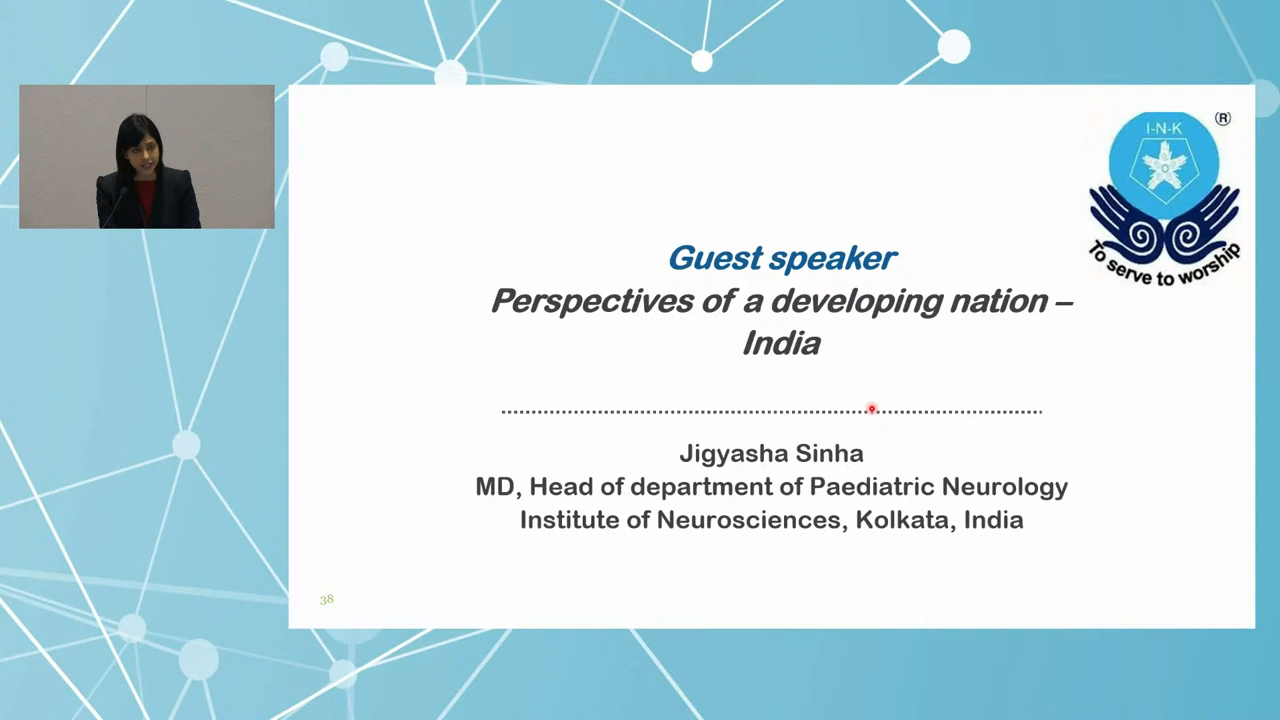 I-N-K
(R)
To serve to worship
Guest speaker
Perspectives of a developing nation –
India
Jigyasha Sinha
MD, Head of department of Paediatric Neurology
Institute of Neurosciences, Kolkata, India
38